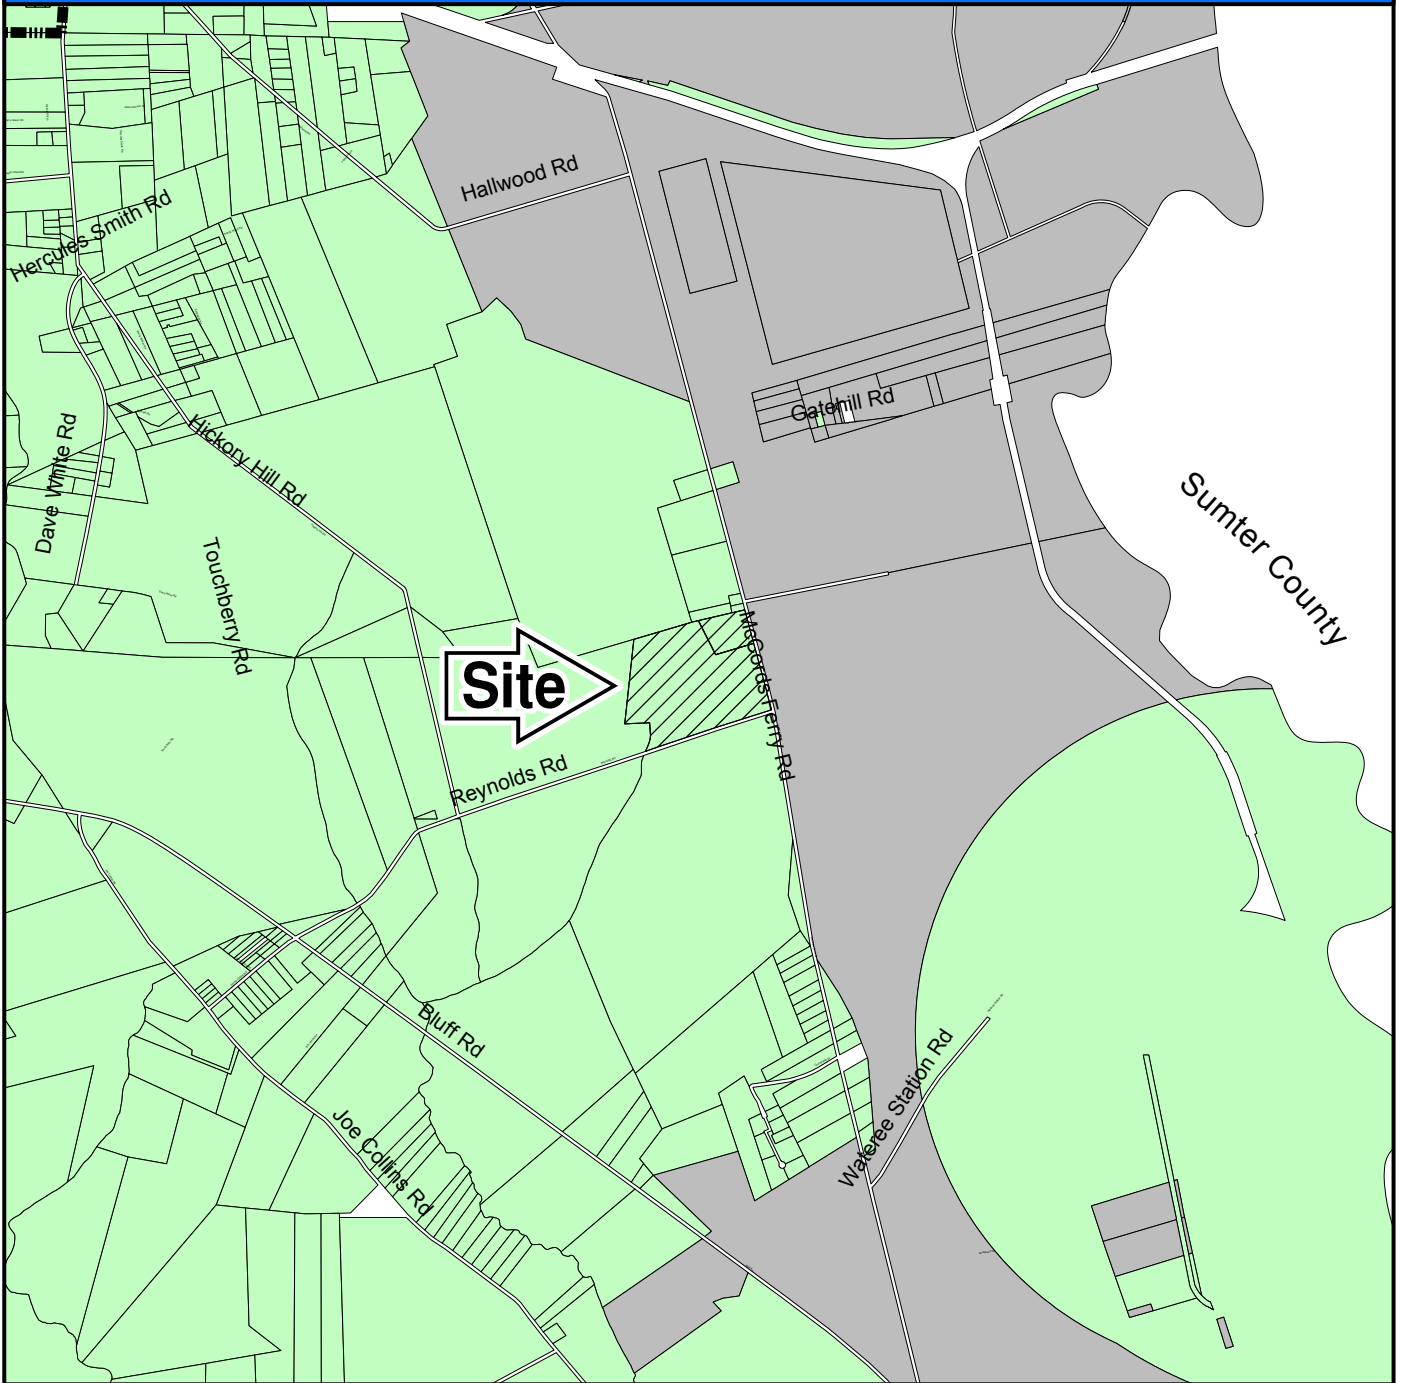 Hallwood Rd
Hercules Smith Rd
Gatehill Rd
Dave White Rd
Hickory Hill Rd
Sumter County
Touchberry Rd
McCords Ferry Rd
Site
Reynolds Rd
Bluff Rd
Wateree Station Rd
Joe Collins Rd